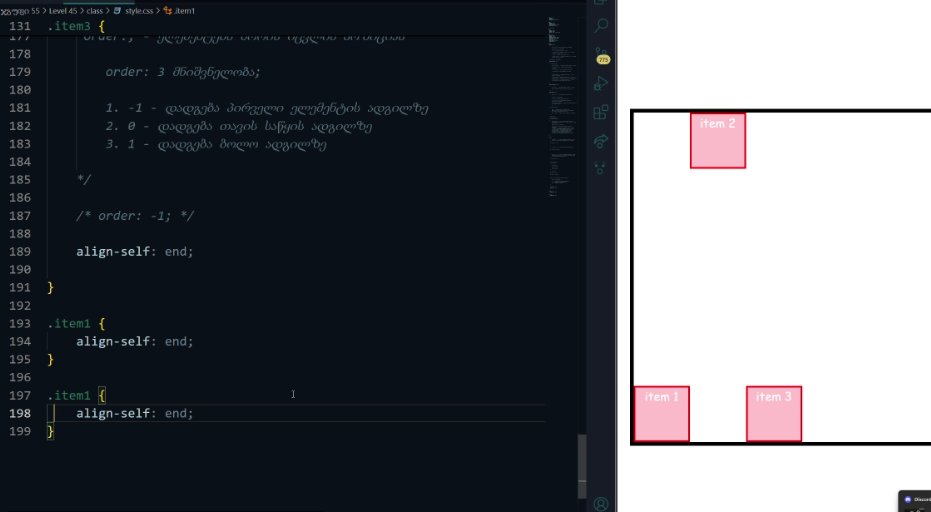 55 > Level 45 > class > style.css > .item1
131 .item3 {
177
178
179 order: 3 მნიშვნელობა;
180
181 1. -1 - დადგება პირველი ელემენტის ადგილზე
182 2. 0 - დადგება თავის საწყის ადგილზე
183 3. 1 - დადგება ბოლო ადგილზე
184
185 */
186
187 /* order: -1; */
188
189 align-self: end;
190
191 }
192
193 .item1 {
194 align-self: end;
195 }
196
197 .item1 {
198 align-self: end;
199 }
775
item 2
item 1
item 3
Discord